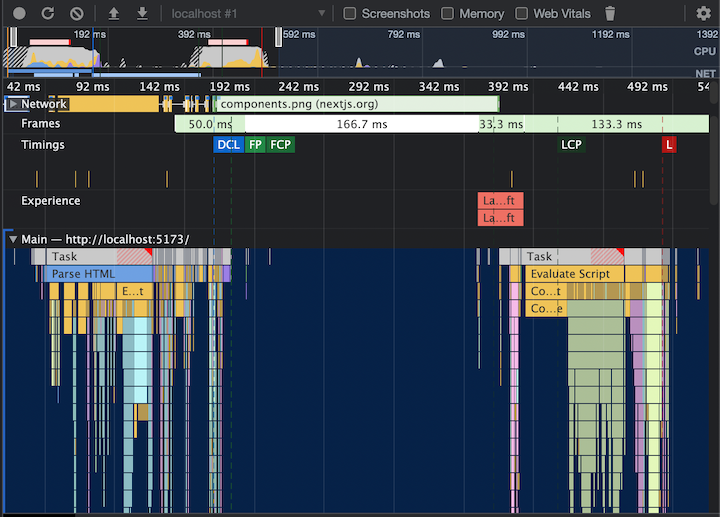 localhost #1 Screenshots Memory Web Vitals
192 ms 392 ms 592 ms 792 ms 992 ms 1192 ms 1392
CPU
NET
42 ms 92 ms 142 ms 192 ms 242 ms 292 ms 342 ms 392 ms 442 ms 492 ms 54
Network components.png (nextjs.org)
Frames 50.0 ms 166.7 ms 33.3 ms 133.3 ms
Timings DCL FP FCP LCP L
Experience La...ft
La...ft
Main — http://localhost:5173/
Task Task
Parse HTML Evaluate Script
E...t Co...t
Co...e